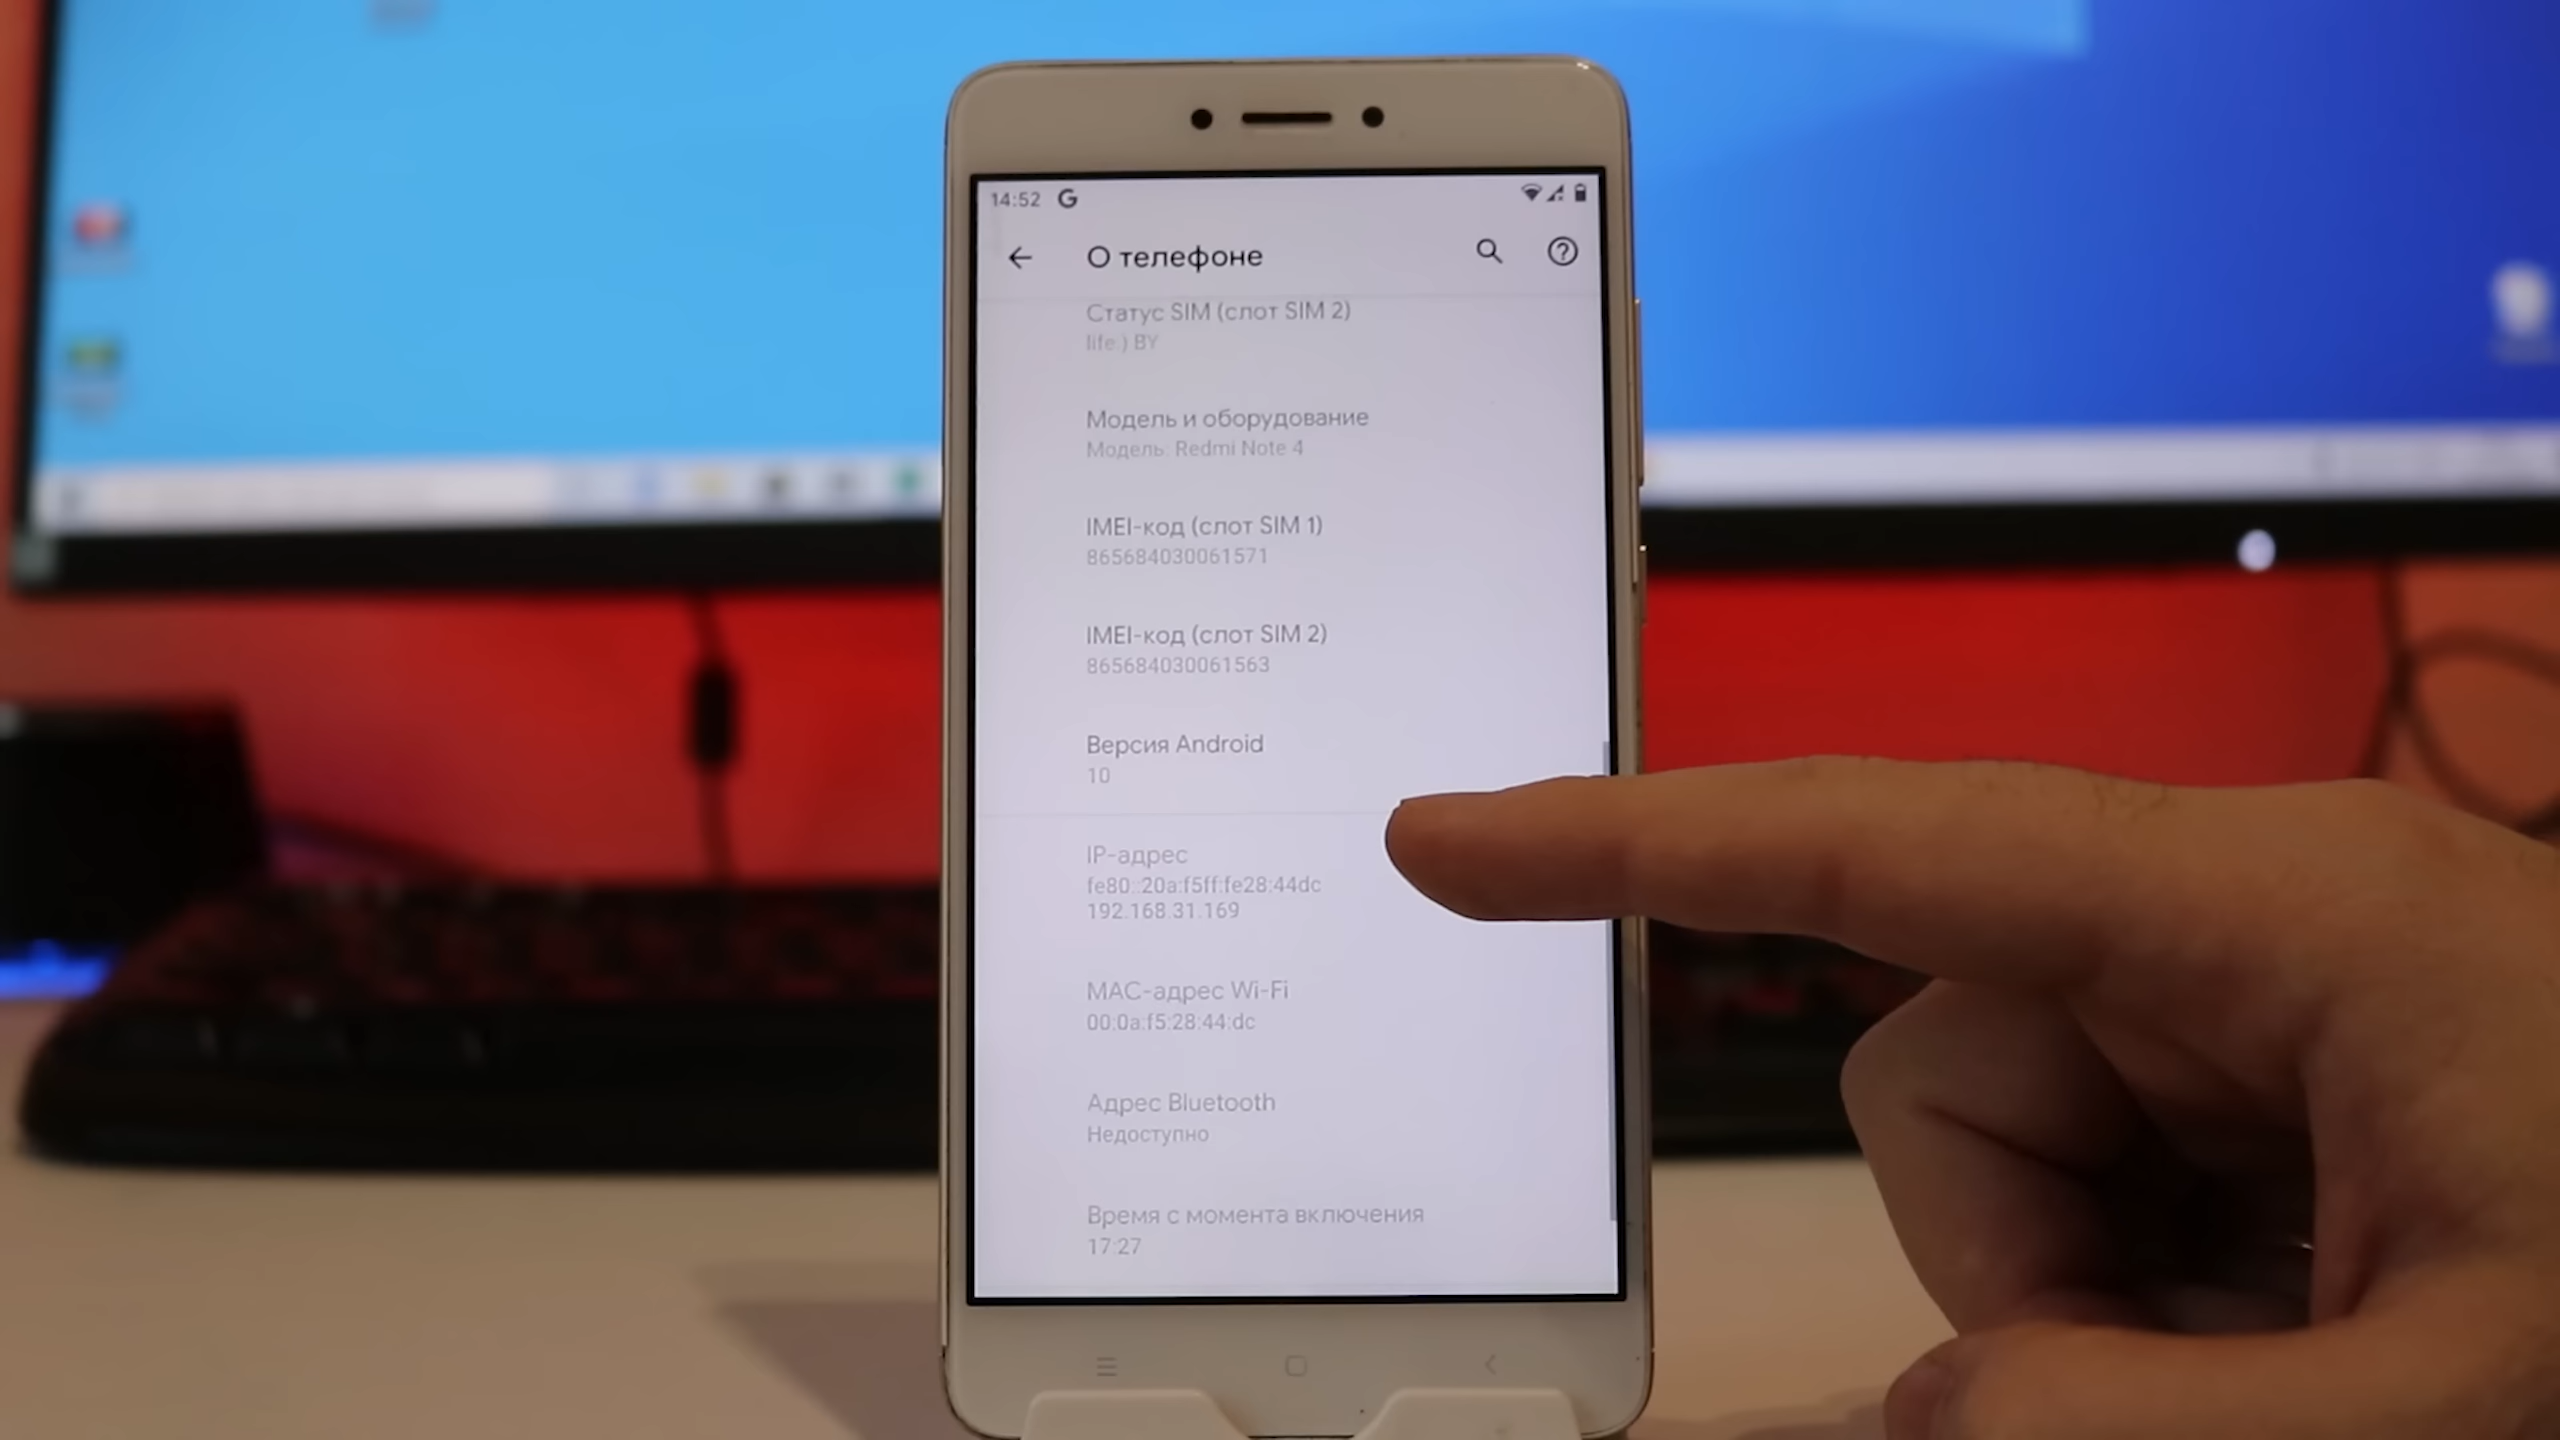 14:52 G
О телефоне
Статус SIM (слот SIM 2)
life:) BY
Модель и оборудование
Модель: Redmi Note 4
IMEI-код (слот SIM 1)
865684030061571
IMEI-код (слот SIM 2)
865684030061563
Версия Android
10
IP-адрес
fe80::20a:f5ff:fe28:44dc
192.168.31.169
MAC-адрес Wi-Fi
00:0a:f5:28:44:dc
Адрес Bluetooth
Недоступно
Время с момента включения
17:27